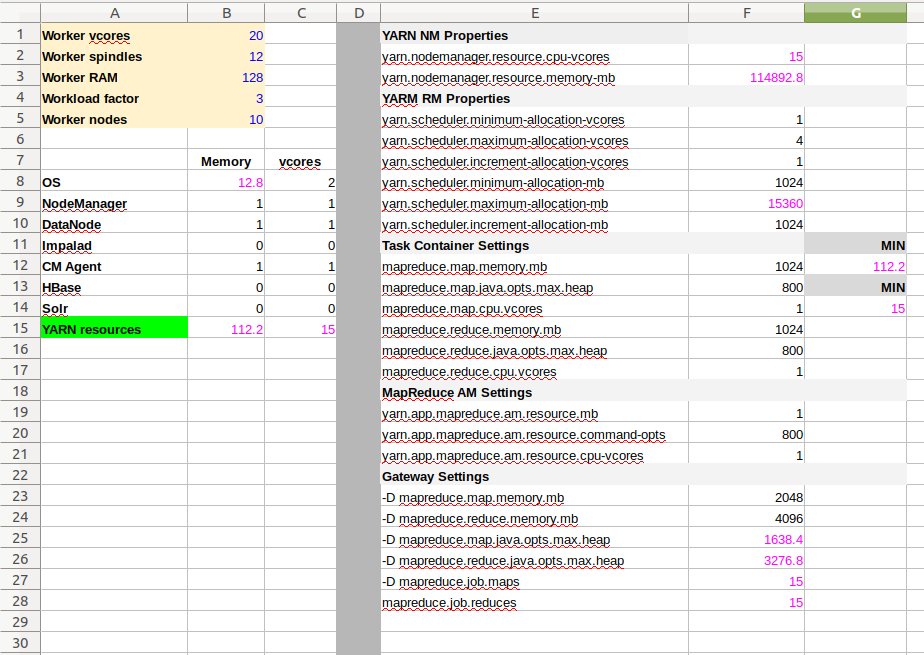 A B C D E F G
1 Worker vcores 20 YARN NM Properties
2 Worker spindles 12 yarn.nodemanager.resource.cpu-vcores 15
3 Worker RAM 128 yarn.nodemanager.resource.memory-mb 114892.8
4 Workload factor 3 YARM RM Properties
5 Worker nodes 10 yarn.scheduler.minimum-allocation-vcores 1
6 yarn.scheduler.maximum-allocation-vcores 4
7 Memory vcores yarn.scheduler.increment-allocation-vcores 1
8 OS 12.8 2 yarn.scheduler.minimum-allocation-mb 1024
9 NodeManager 1 1 yarn.scheduler.maximum-allocation-mb 15360
10 DataNode 1 1 yarn.scheduler.increment-allocation-mb 1024
11 Impalad 0 0 Task Container Settings MIN
12 CM Agent 1 1 mapreduce.map.memory.mb 1024 112.2
13 HBase 0 0 mapreduce.map.java.opts.max.heap 800 MIN
14 Solr 0 0 mapreduce.map.cpu.vcores 1 15
15 YARN resources 112.2 15 mapreduce.reduce.memory.mb 1024
16 mapreduce.reduce.java.opts.max.heap 800
17 mapreduce.reduce.cpu.vcores 1
18 MapReduce AM Settings
19 yarn.app.mapreduce.am.resource.mb 1
20 yarn.app.mapreduce.am.resource.command-opts 800
21 yarn.app.mapreduce.am.resource.cpu-vcores 1
22 Gateway Settings
23 -D mapreduce.map.memory.mb 2048
24 -D mapreduce.reduce.memory.mb 4096
25 -D mapreduce.map.java.opts.max.heap 1638.4
26 -D mapreduce.reduce.java.opts.max.heap 3276.8
27 -D mapreduce.job.maps 15
28 mapreduce.job.reduces 15
29
30